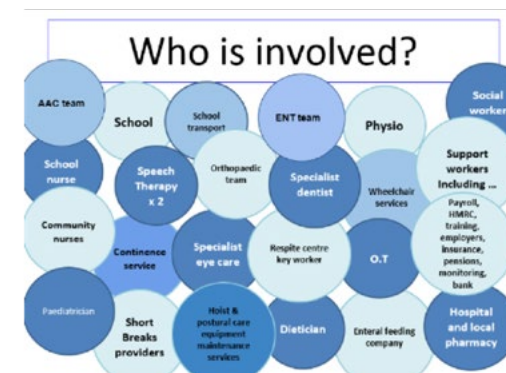 Who is involved?
AAC team
School
School
transport
ENT team
Physio
Social
worker
School
nurse
Speech
Therapy
x 2
Orthopaedic
team
Specialist
dentist
Wheelchair
services
Support
workers
Including ...
Payroll,
HMRC,
training,
employers,
insurance,
pensions,
monitoring,
bank
Community
nurses
Continence
service
Specialist
eye care
Respite centre
key worker
O.T
Paediatrician
Short
Breaks
providers
Hoist &
postural care
equipment
maintenance
services
Dietician
Enteral feeding
company
Hospital
and local
pharmacy